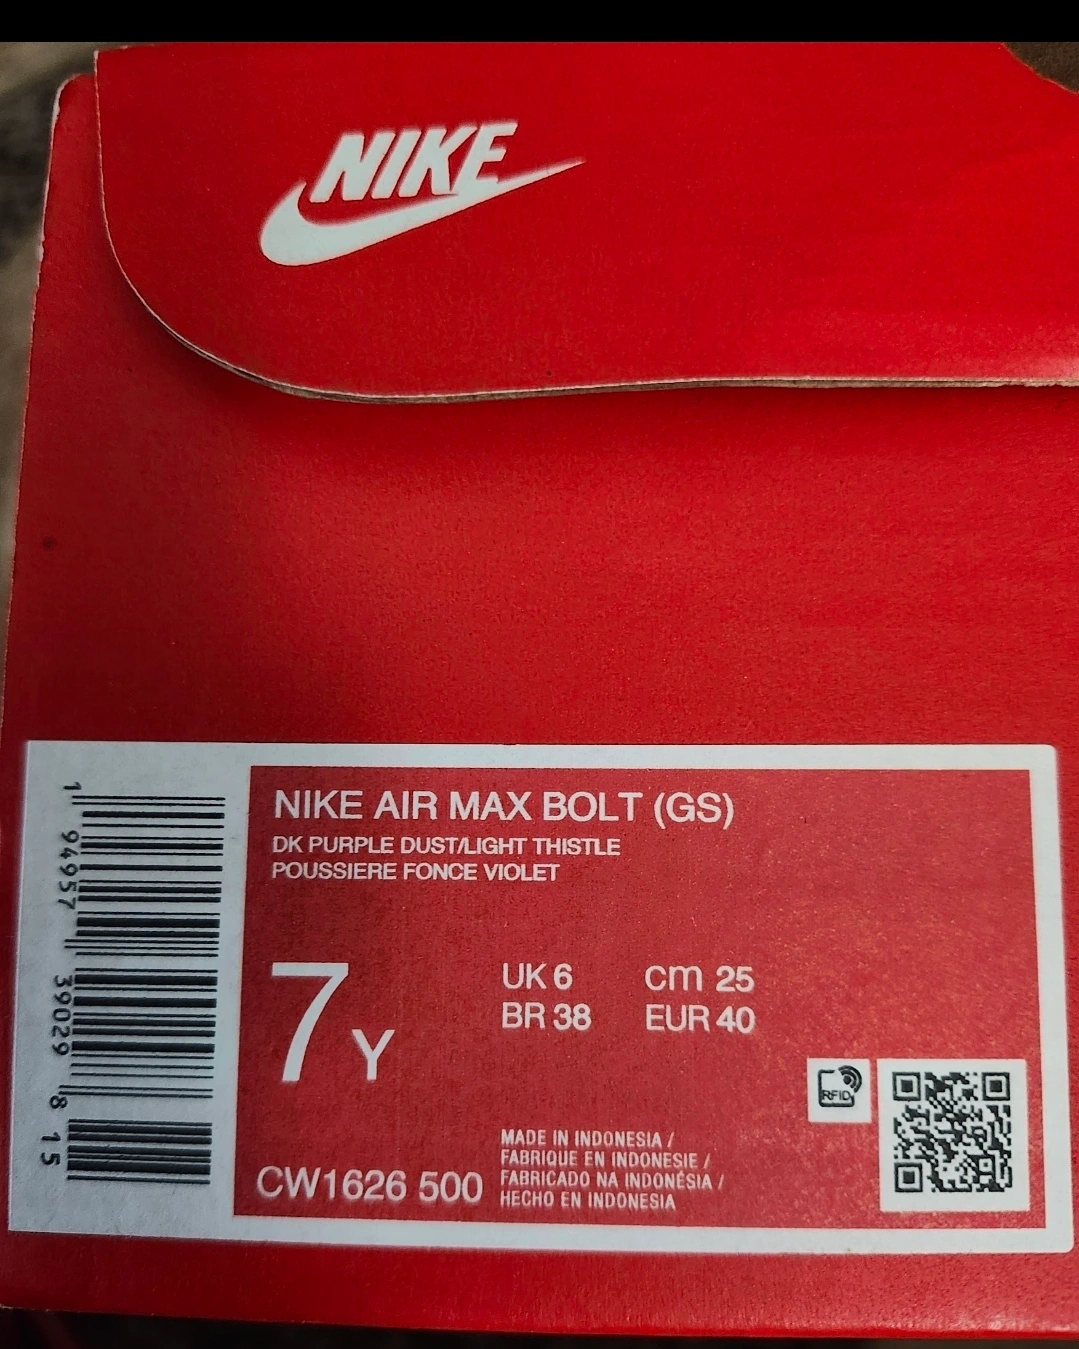 NIKE
NIKE AIR MAX BOLT (GS)
DK PURPLE DUST/LIGHT THISTLE
POUSSIERE FONCE VIOLET
7Y
UK 6 cm 25
BR 38 EUR 40
RFID
CW1626 500
MADE IN INDONESIA /
FABRIQUE EN INDONESIE /
FABRICADO NA INDONÉSIA /
HECHO EN INDONESIA
1 94957 39029 8 15